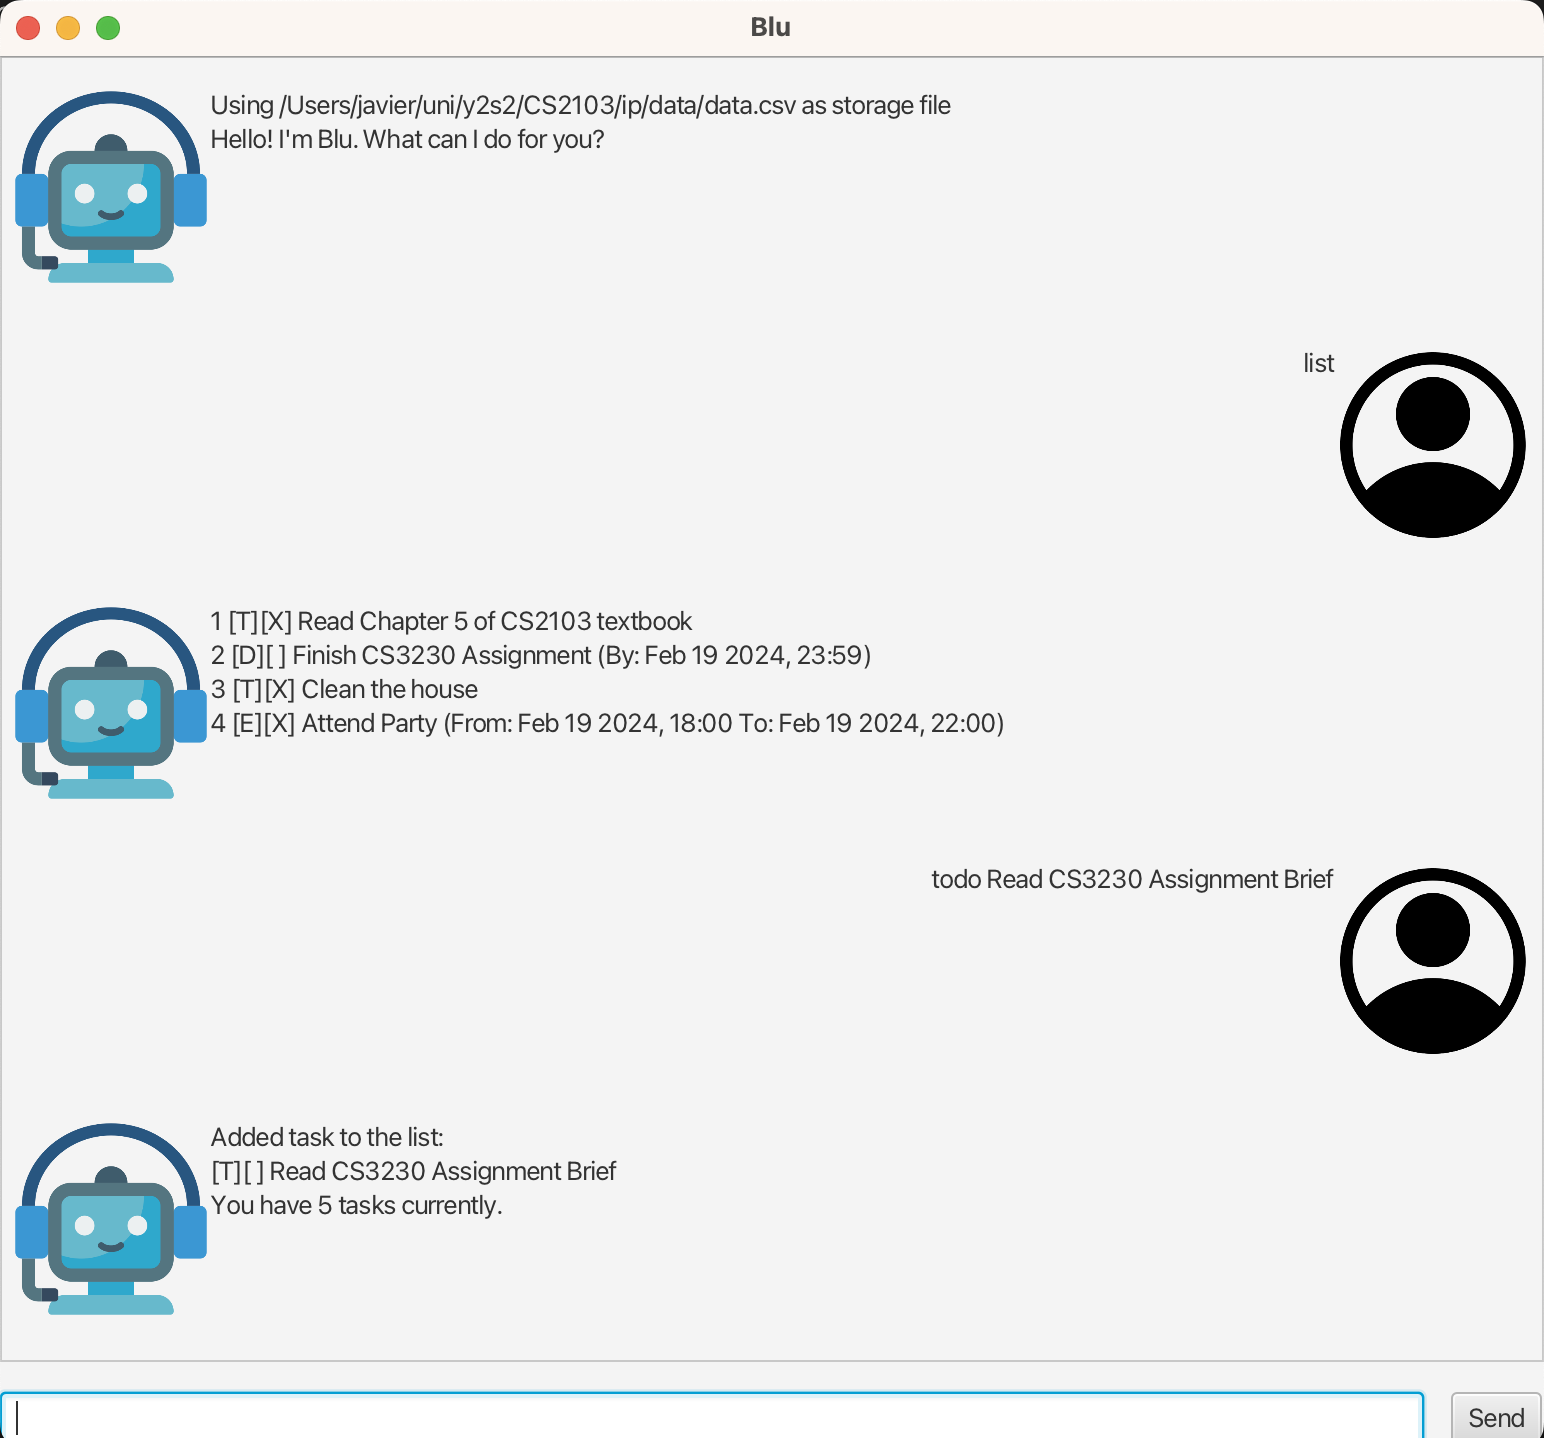 Blu
Using /Users/javier/uni/y2s2/CS2103/ip/data/data.csv as storage file
Hello! I'm Blu. What can I do for you?
list
1 [T][X] Read Chapter 5 of CS2103 textbook
2 [D][ ] Finish CS3230 Assignment (By: Feb 19 2024, 23:59)
3 [T][X] Clean the house
4 [E][X] Attend Party (From: Feb 19 2024, 18:00 To: Feb 19 2024, 22:00)
todo Read CS3230 Assignment Brief
Added task to the list:
[T][ ] Read CS3230 Assignment Brief
You have 5 tasks currently.
Send